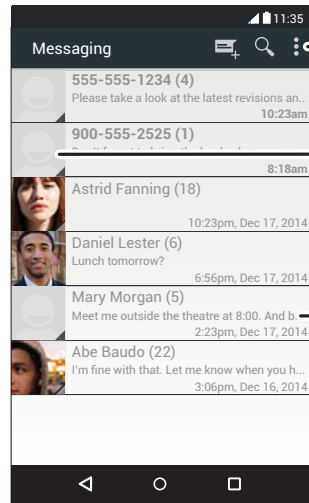 11:35
Messaging
555-555-1234 (4)
Please take a look at the latest revisions an..
10:23am
900-555-2525 (1)
8:18am
Astrid Fanning (18)
10:23pm, Dec 17, 2014
Daniel Lester (6)
Lunch tomorrow?
6:56pm, Dec 17, 2014
Mary Morgan (5)
Meet me outside the theatre at 8:00. And b.
2:23pm, Dec 17, 2014
Abe Baudo (22)
I'm fine with that. Let me know when you h...
3:06pm, Dec 16, 2014